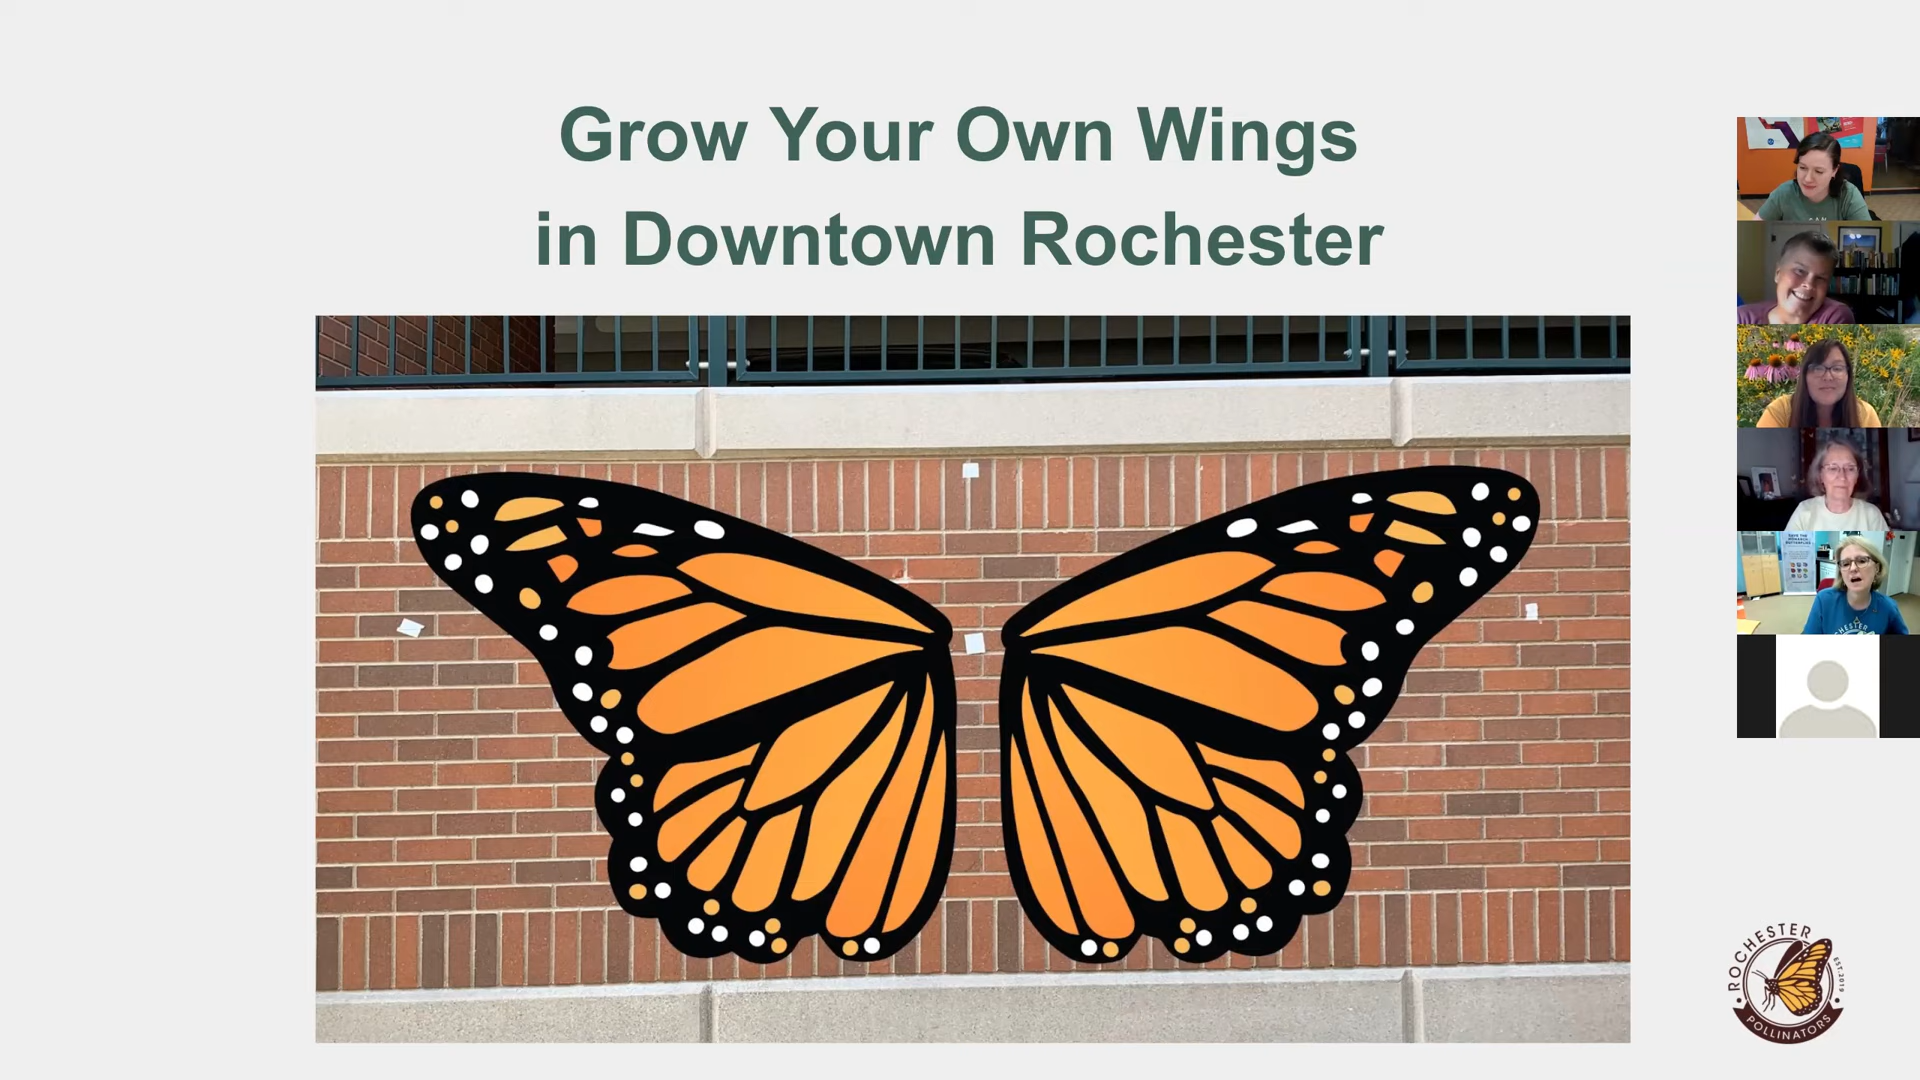 Grow Your Own Wings
in Downtown Rochester
ROCHESTER
EST. 2019
POLLINATORS